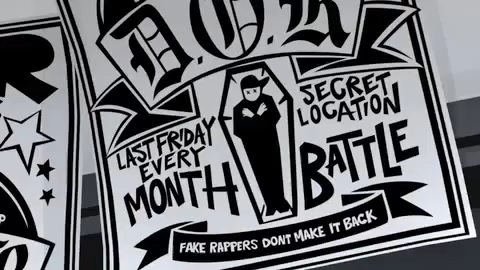 D.O.R
LAST FRIDAY
EVERY
MONTH
SECRET
LOCATION
BATTLE
FAKE RAPPERS DONT MAKE IT BACK